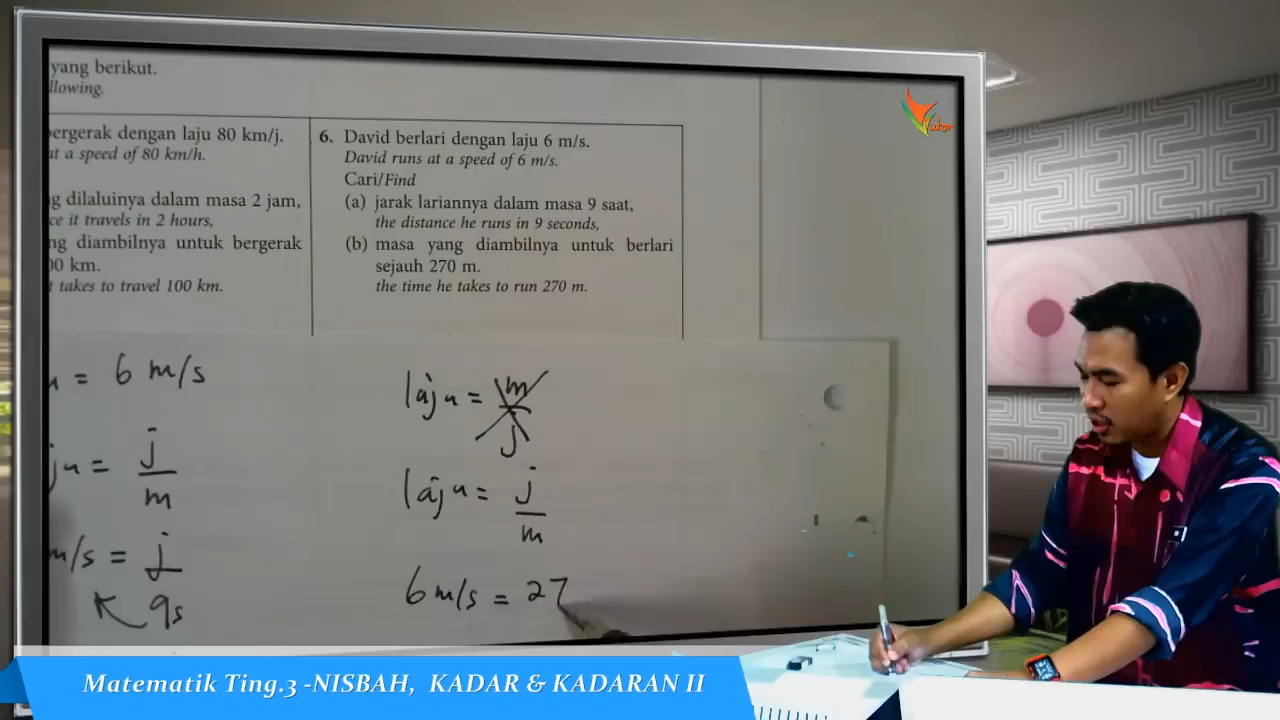 yang berikut.
llowing.
bergerak dengan laju 80 km/j.
at a speed of 80 km/h.
g dilaluinya dalam masa 2 jam,
ce it travels in 2 hours,
ng diambilnya untuk bergerak
00 km.
t takes to travel 100 km.
6. David berlari dengan laju 6 m/s.
David runs at a speed of 6 m/s.
Cari/Find
(a) jarak lariannya dalam masa 9 saat,
the distance he runs in 9 seconds,
(b) masa yang diambilnya untuk berlari
sejauh 270 m.
the time he takes to run 270 m.
u = 6 m/s
ju = j/m
m/s = j/9s
laju = m/j
laju = j/m
6 m/s = 27
Tutor
Matematik Ting.3 -NISBAH, KADAR & KADARAN II